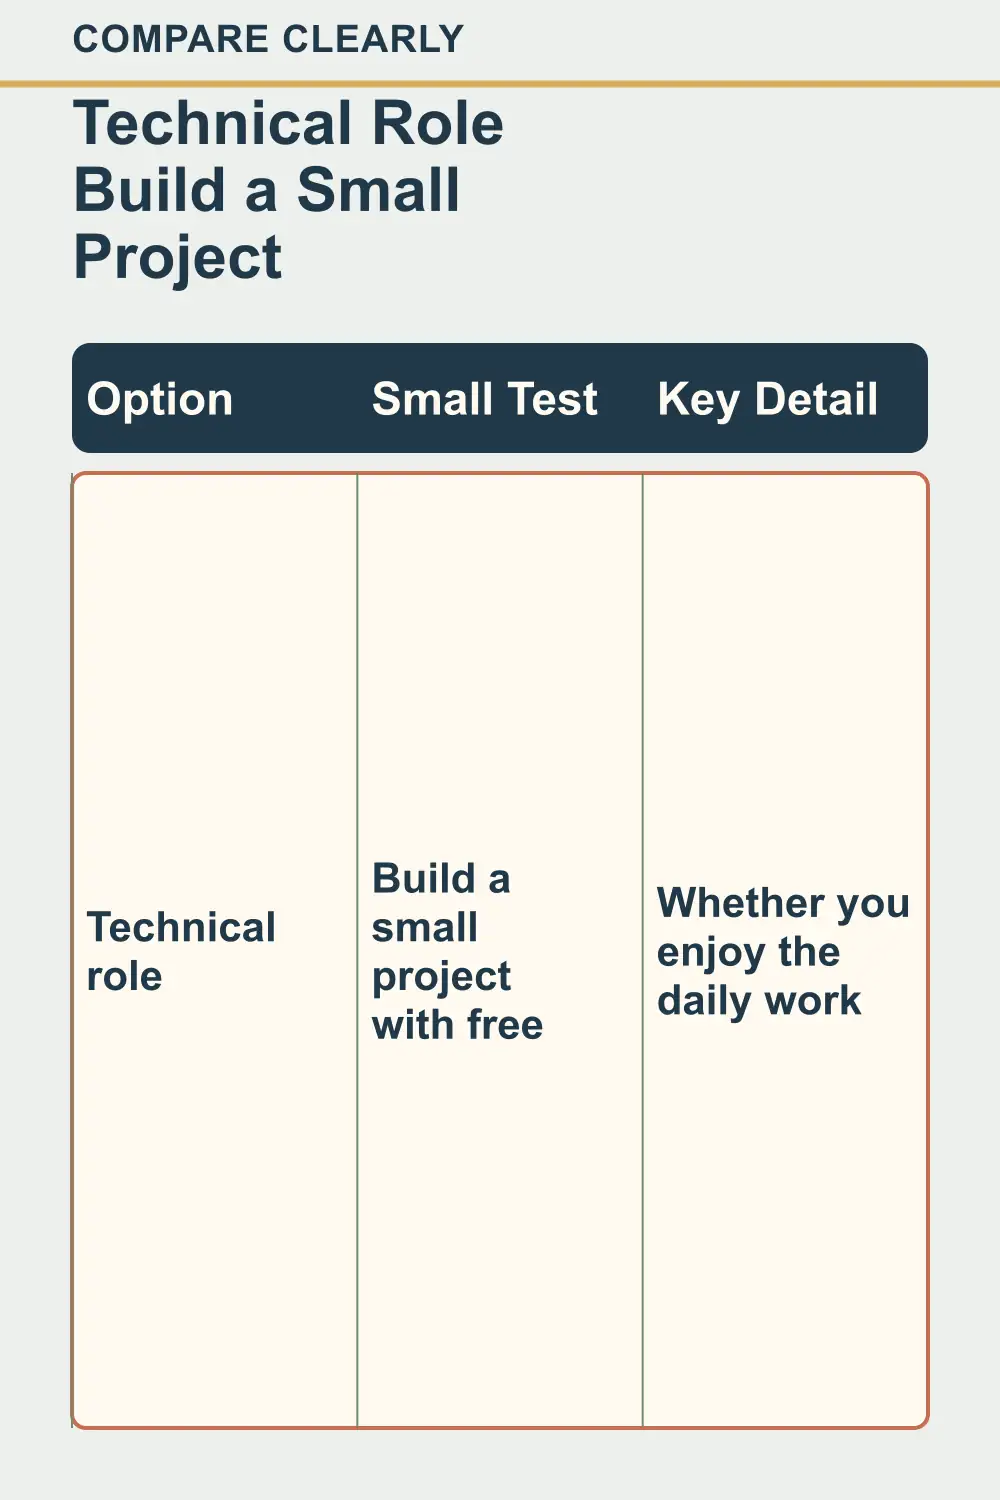 COMPARE CLEARLY
Technical Role
Build a Small
Project
Option
Small Test
Key Detail
Technical
role
Build a
small
project
with free
Whether you
enjoy the
daily work